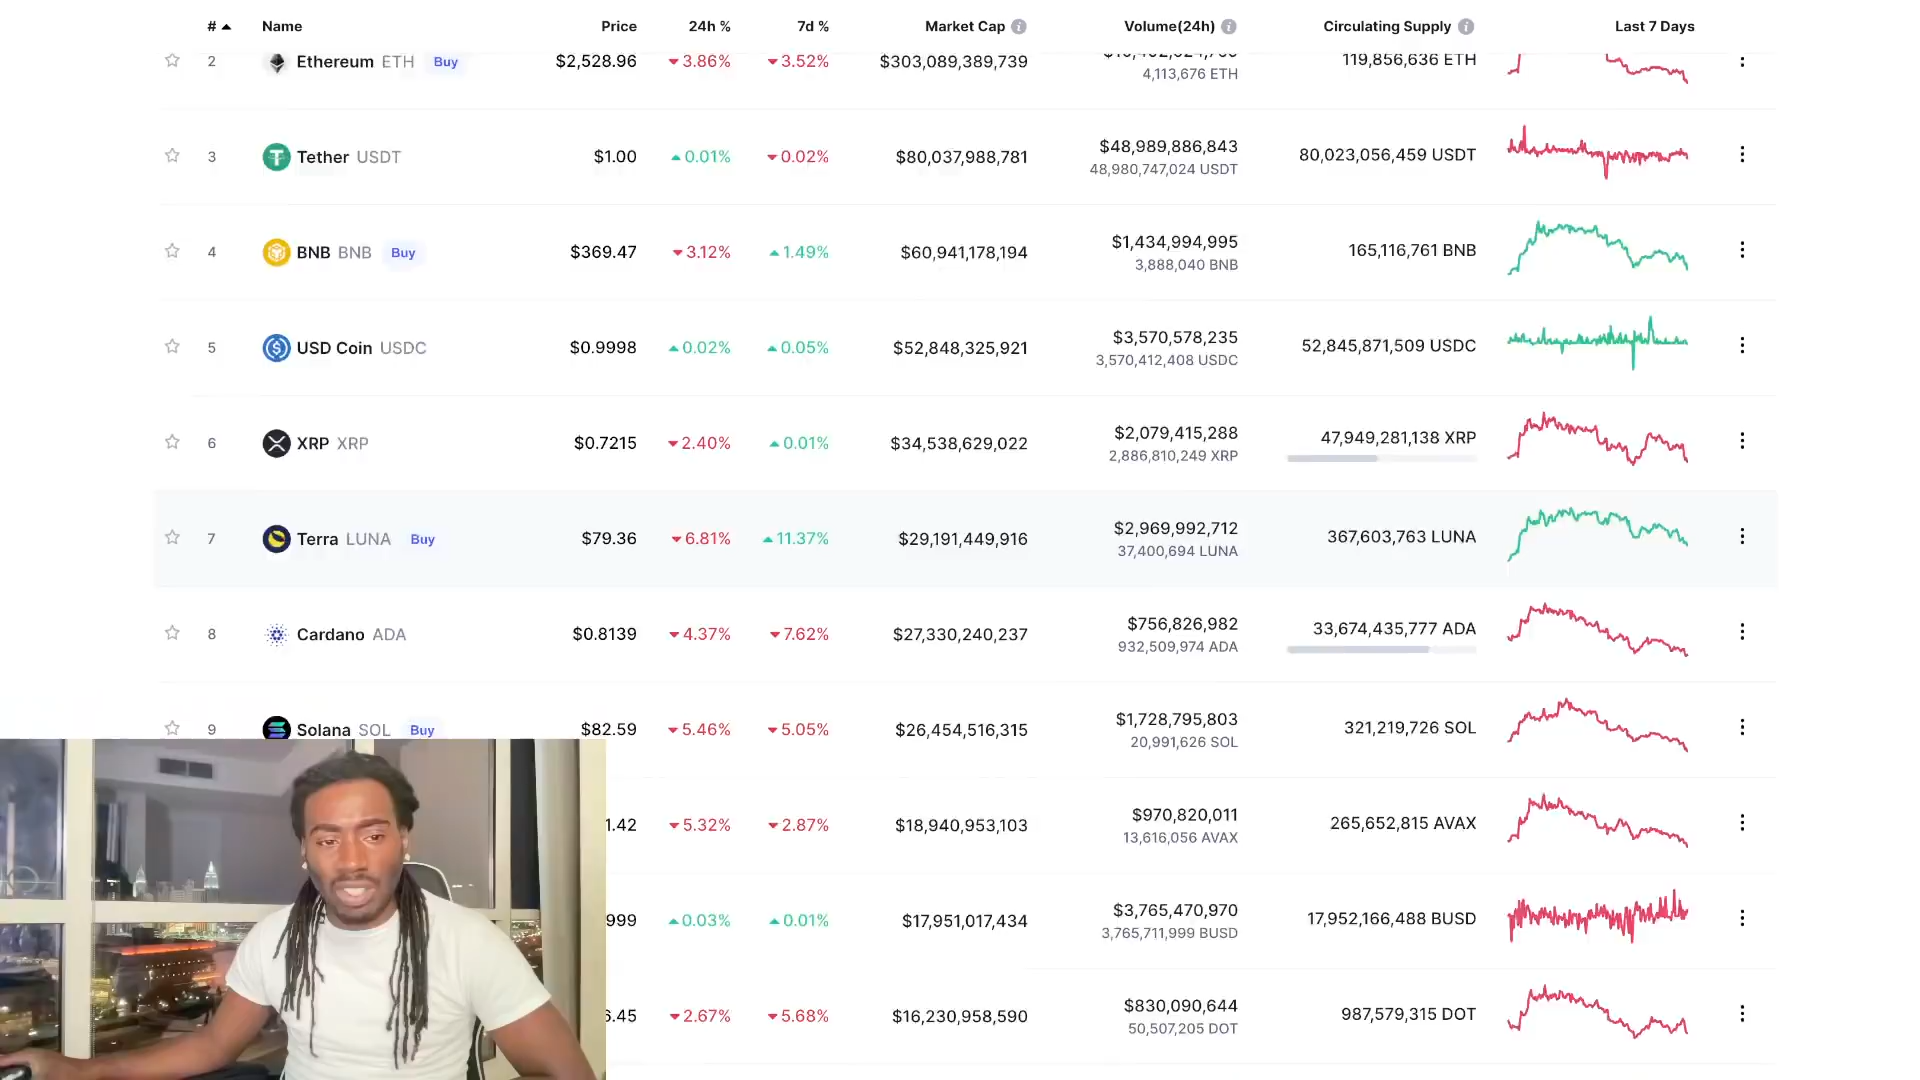 # Name Price 24h % 7d % Market Cap Volume(24h) Circulating Supply Last 7 Days
2 Ethereum ETH Buy $2,528.96 3.86% 3.52% $303,089,389,739 119,856,636 ETH
4,113,676 ETH
3 Tether USDT $1.00 0.01% 0.02% $80,037,988,781 $48,989,886,843 80,023,056,459 USDT
48,980,747,024 USDT
4 BNB BNB Buy $369.47 3.12% 1.49% $60,941,178,194 $1,434,994,995 165,116,761 BNB
3,888,040 BNB
5 USD Coin USDC $0.9998 0.02% 0.05% $52,848,325,921 $3,570,578,235 52,845,871,509 USDC
3,570,412,408 USDC
6 XRP XRP $0.7215 2.40% 0.01% $34,538,629,022 $2,079,415,288 47,949,281,138 XRP
2,886,810,249 XRP
7 Terra LUNA Buy $79.36 6.81% 11.37% $29,191,449,916 $2,969,992,712 367,603,763 LUNA
37,400,694 LUNA
8 Cardano ADA $0.8139 4.37% 7.62% $27,330,240,237 $756,826,982 33,674,435,777 ADA
932,509,974 ADA
9 Solana SOL Buy $82.59 5.46% 5.05% $26,454,516,315 $1,728,795,803 321,219,726 SOL
20,991,626 SOL
1.42 5.32% 2.87% $18,940,953,103 $970,820,011 265,652,815 AVAX
13,616,056 AVAX
999 0.03% 0.01% $17,951,017,434 $3,765,470,970 17,952,166,488 BUSD
3,765,711,999 BUSD
6.45 2.67% 5.68% $16,230,958,590 $830,090,644 987,579,315 DOT
50,507,205 DOT